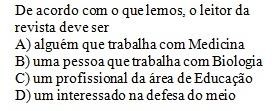 De acordo com o que lemos, o leitor da
revista deve ser
A) alguém que trabalha com Medicina
B) uma pessoa que trabalha com Biologia
C) um profissional da área de Educação
D) um interessado na defesa do meio